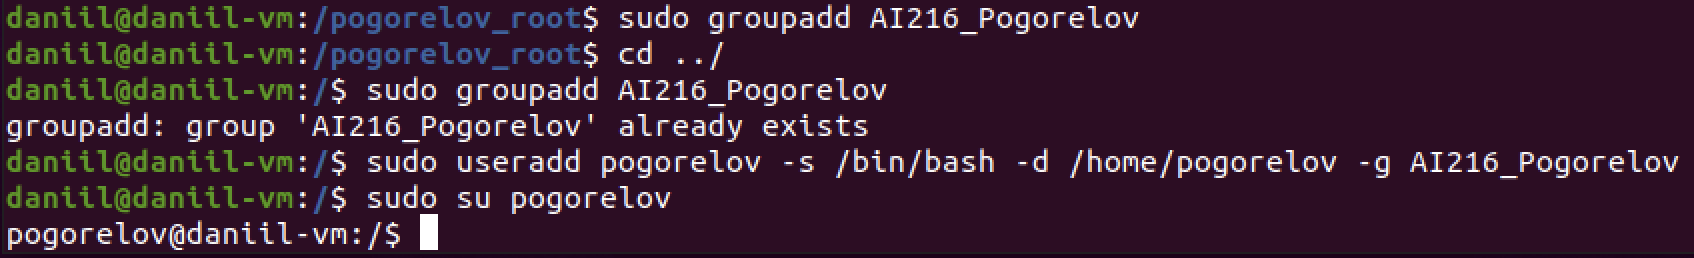 daniil@daniil-vm:/pogorelov_root$ sudo groupadd AI216_Pogorelov
daniil@daniil-vm:/pogorelov_root$ cd ../
daniil@daniil-vm:/$ sudo groupadd AI216_Pogorelov
groupadd: group 'AI216_Pogorelov' already exists
daniil@daniil-vm:/$ sudo useradd pogorelov -s /bin/bash -d /home/pogorelov -g AI216_Pogorelov
daniil@daniil-vm:/$ sudo su pogorelov
pogorelov@daniil-vm:/$